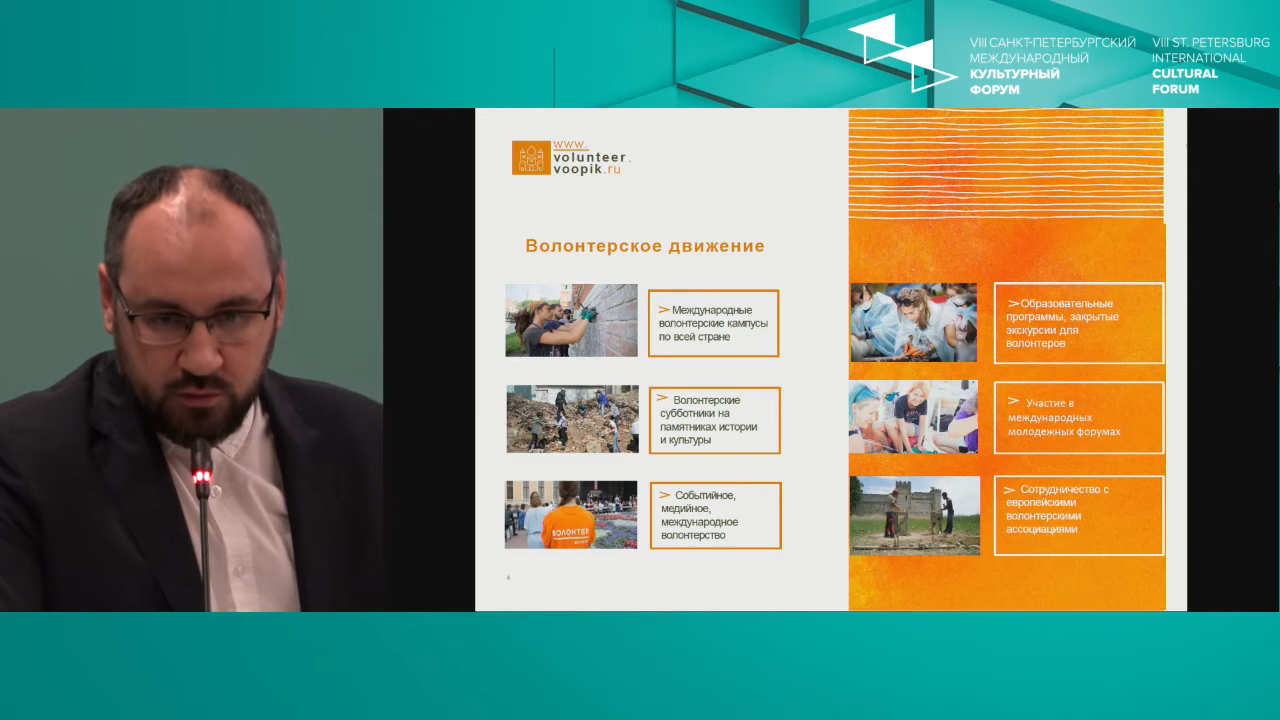 VIII САНКТ-ПЕТЕРБУРГСКИЙ
МЕЖДУНАРОДНЫЙ
КУЛЬТУРНЫЙ
ФОРУМ
VIII ST. PETERSBURG
INTERNATIONAL
CULTURAL
FORUM
www.
volunteer.
voopik.ru
Волонтерское движение
>Международные
волонтерские кампусы
по всей стране
> Волонтерские
субботники на
памятниках истории
и культуры
> Событийное,
медийное,
международное
волонтерство
>Образовательные
программы, закрытые
экскурсии для
волонтеров
> Участие в
международных
молодежных форумах
> Сотрудничество с
европейскими
волонтерскими
ассоциациями
ВОЛОНТЕР
4